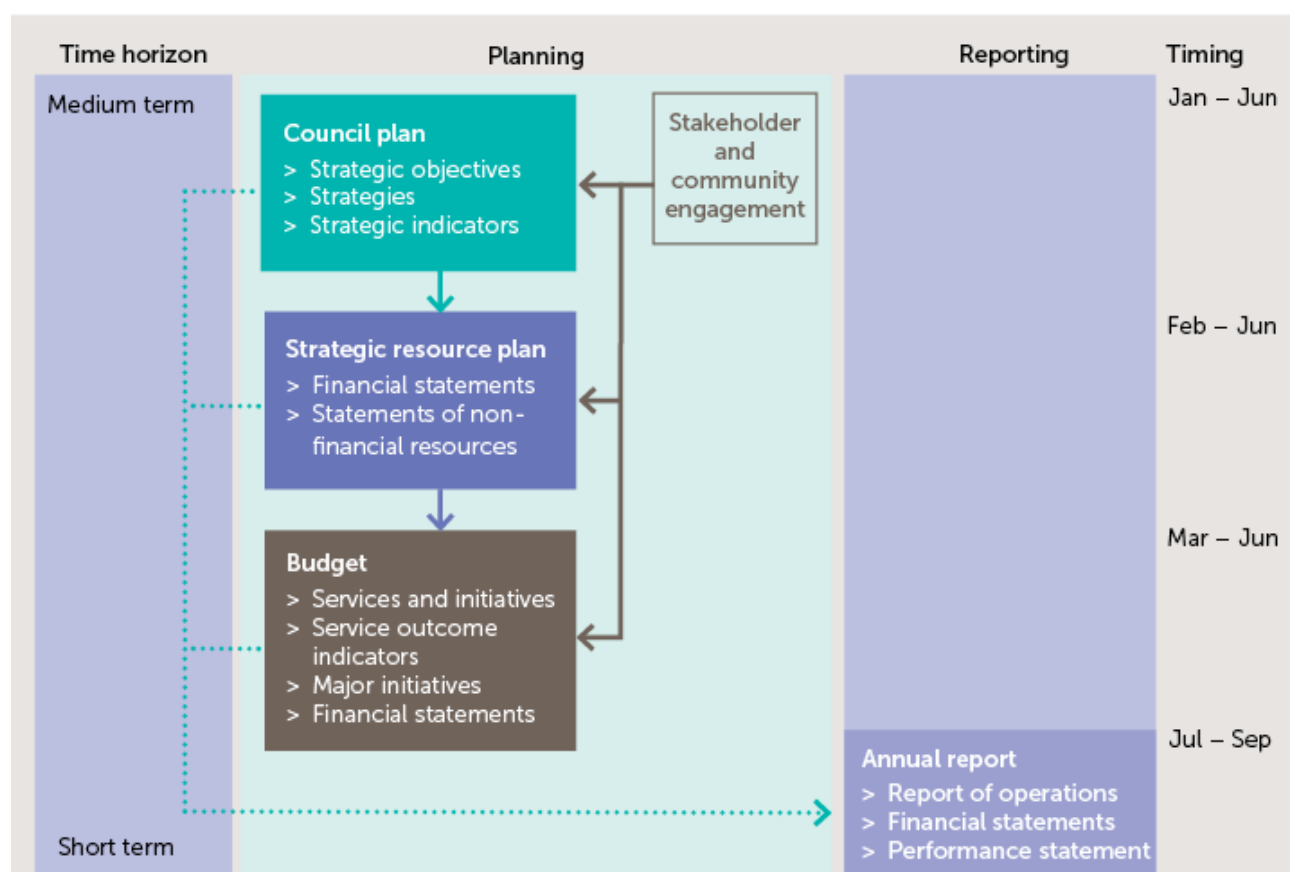 Time horizon
Planning
Reporting
Timing
Medium term
Jan – Jun
Council plan
> Strategic objectives
> Strategies
> Strategic indicators
Stakeholder
and
community
engagement
Feb – Jun
Strategic resource plan
> Financial statements
> Statements of non-
financial resources
Mar – Jun
Budget
> Services and initiatives
> Service outcome
indicators
> Major initiatives
> Financial statements
Jul – Sep
Annual report
> Report of operations
> Financial statements
> Performance statement
Short term